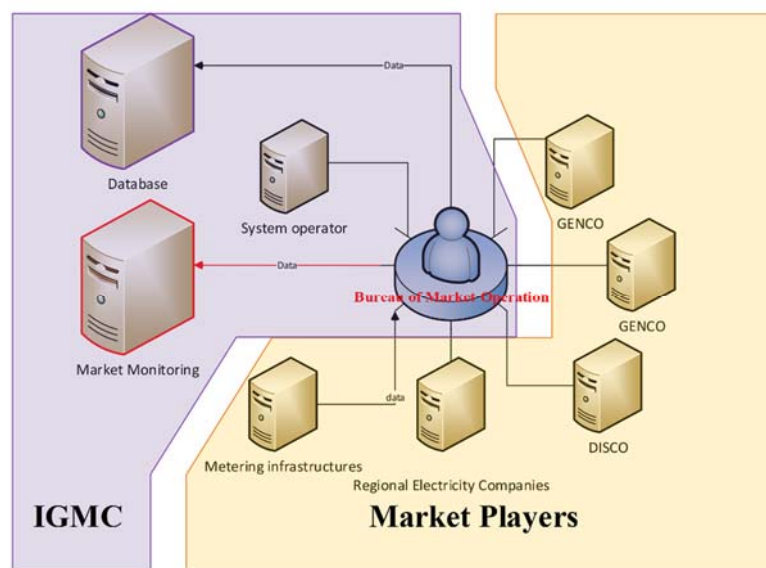 Data
Database
System operator
GENCO
Data
Bureau of Market Operation
GENCO
Market Monitoring
data
Metering infrastructures
Regional Electricity Companies
DISCO
IGMC
Market Players